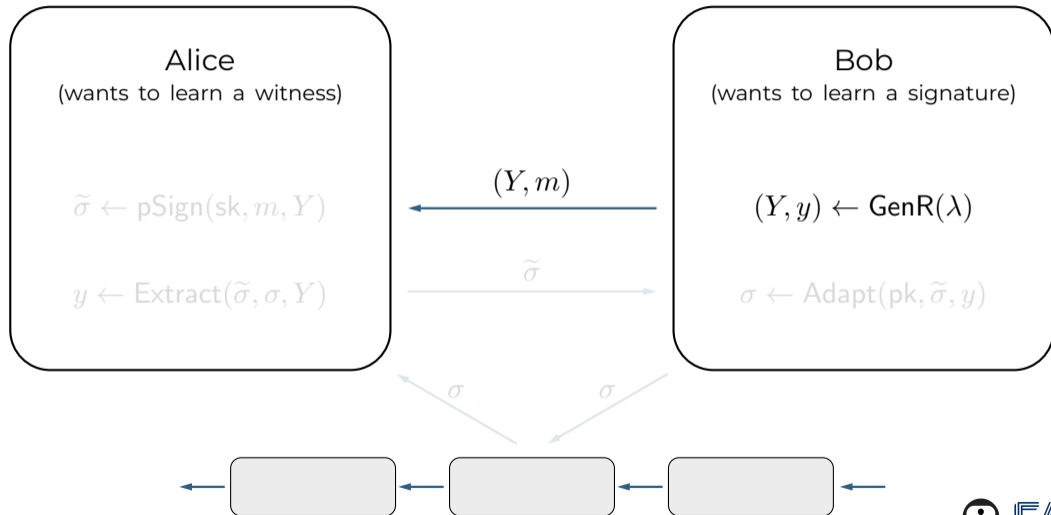 Alice
(wants to learn a witness)
Bob
(wants to learn a signature)
(Y, m)
σ̃ ← pSign(sk, m, Y)
(Y, y) ← GenR(λ)
σ̃
y ← Extract(σ̃, σ, Y)
σ ← Adapt(pk, σ̃, y)
σ
σ